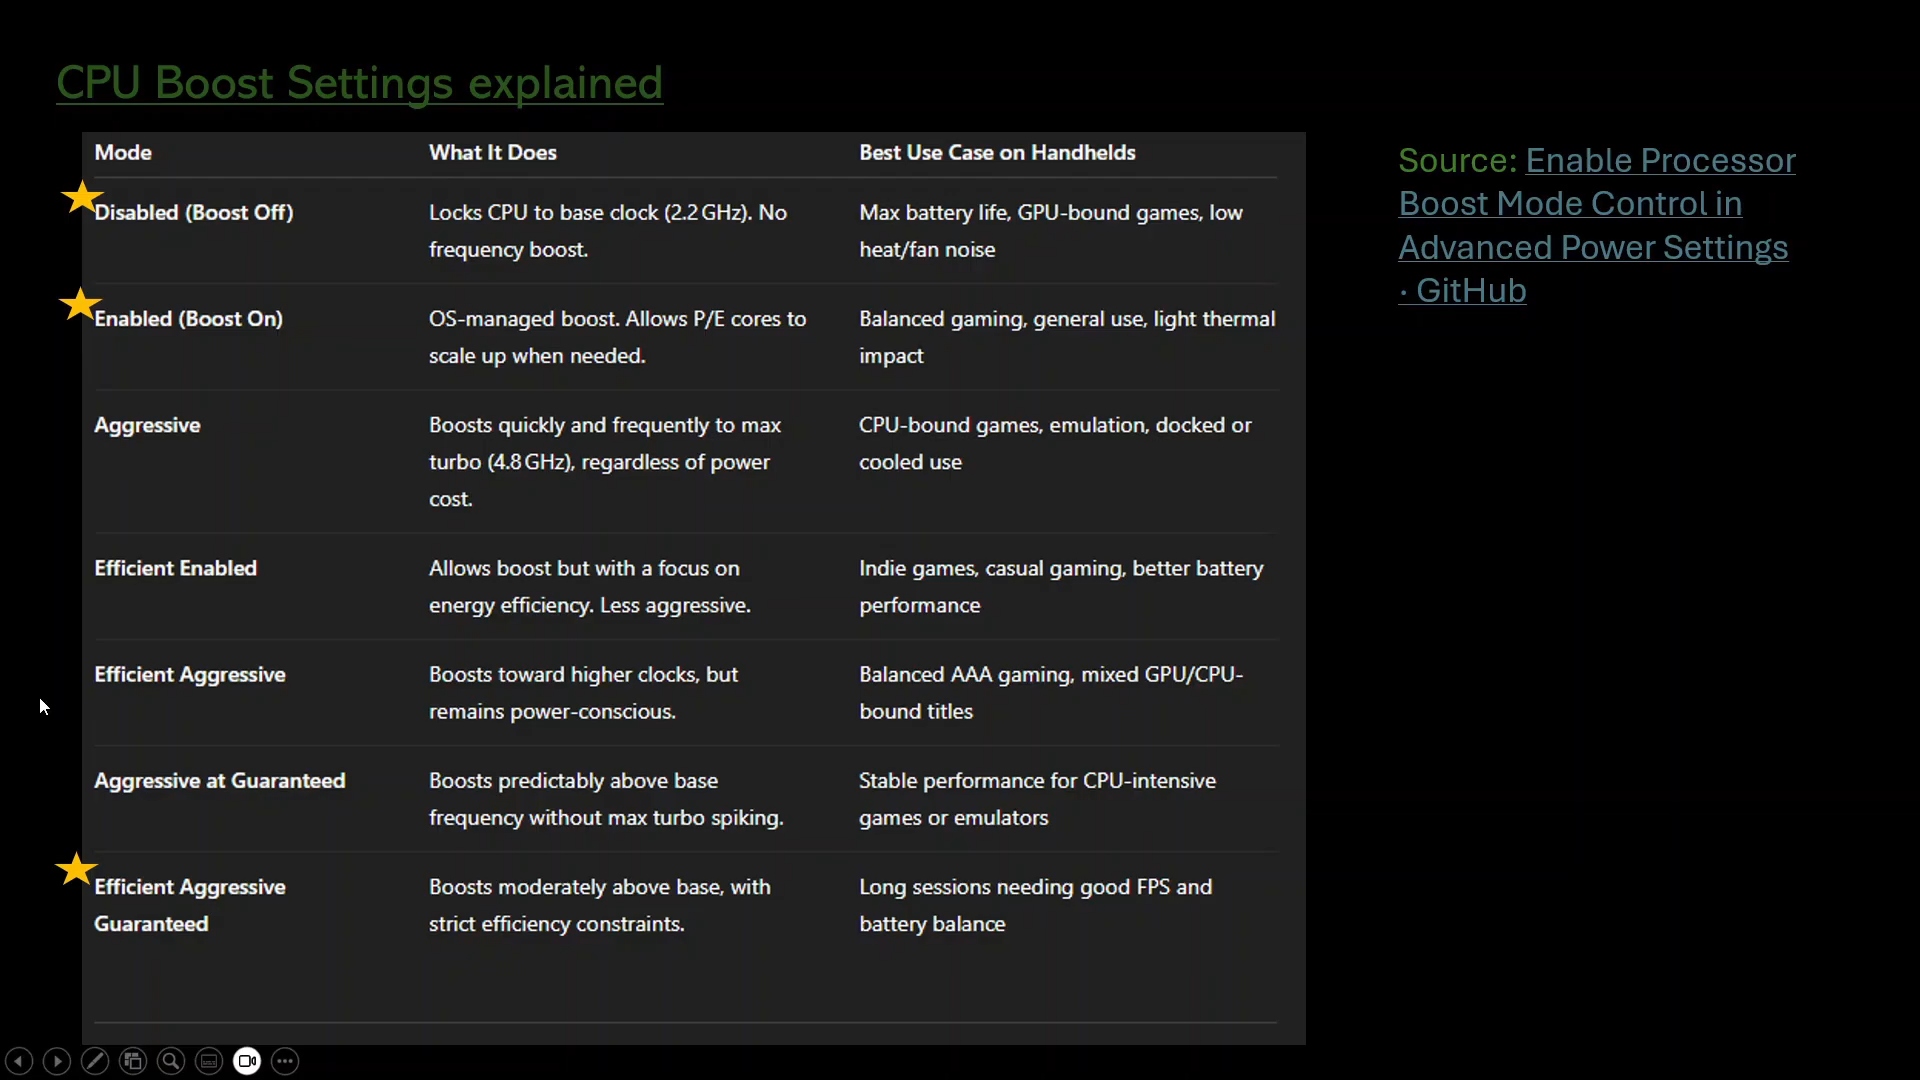 CPU Boost Settings explained
Mode What It Does Best Use Case on Handhelds
Disabled (Boost Off) Locks CPU to base clock (2.2 GHz). No Max battery life, GPU-bound games, low
frequency boost. heat/fan noise
Enabled (Boost On) OS-managed boost. Allows P/E cores to Balanced gaming, general use, light thermal
scale up when needed. impact
Aggressive Boosts quickly and frequently to max CPU-bound games, emulation, docked or
turbo (4.8 GHz), regardless of power cooled use
cost.
Efficient Enabled Allows boost but with a focus on Indie games, casual gaming, better battery
energy efficiency. Less aggressive. performance
Efficient Aggressive Boosts toward higher clocks, but Balanced AAA gaming, mixed GPU/CPU-
remains power-conscious. bound titles
Aggressive at Guaranteed Boosts predictably above base Stable performance for CPU-intensive
frequency without max turbo spiking. games or emulators
Efficient Aggressive Boosts moderately above base, with Long sessions needing good FPS and
Guaranteed strict efficiency constraints. battery balance
Source: Enable Processor
Boost Mode Control in
Advanced Power Settings
· GitHub